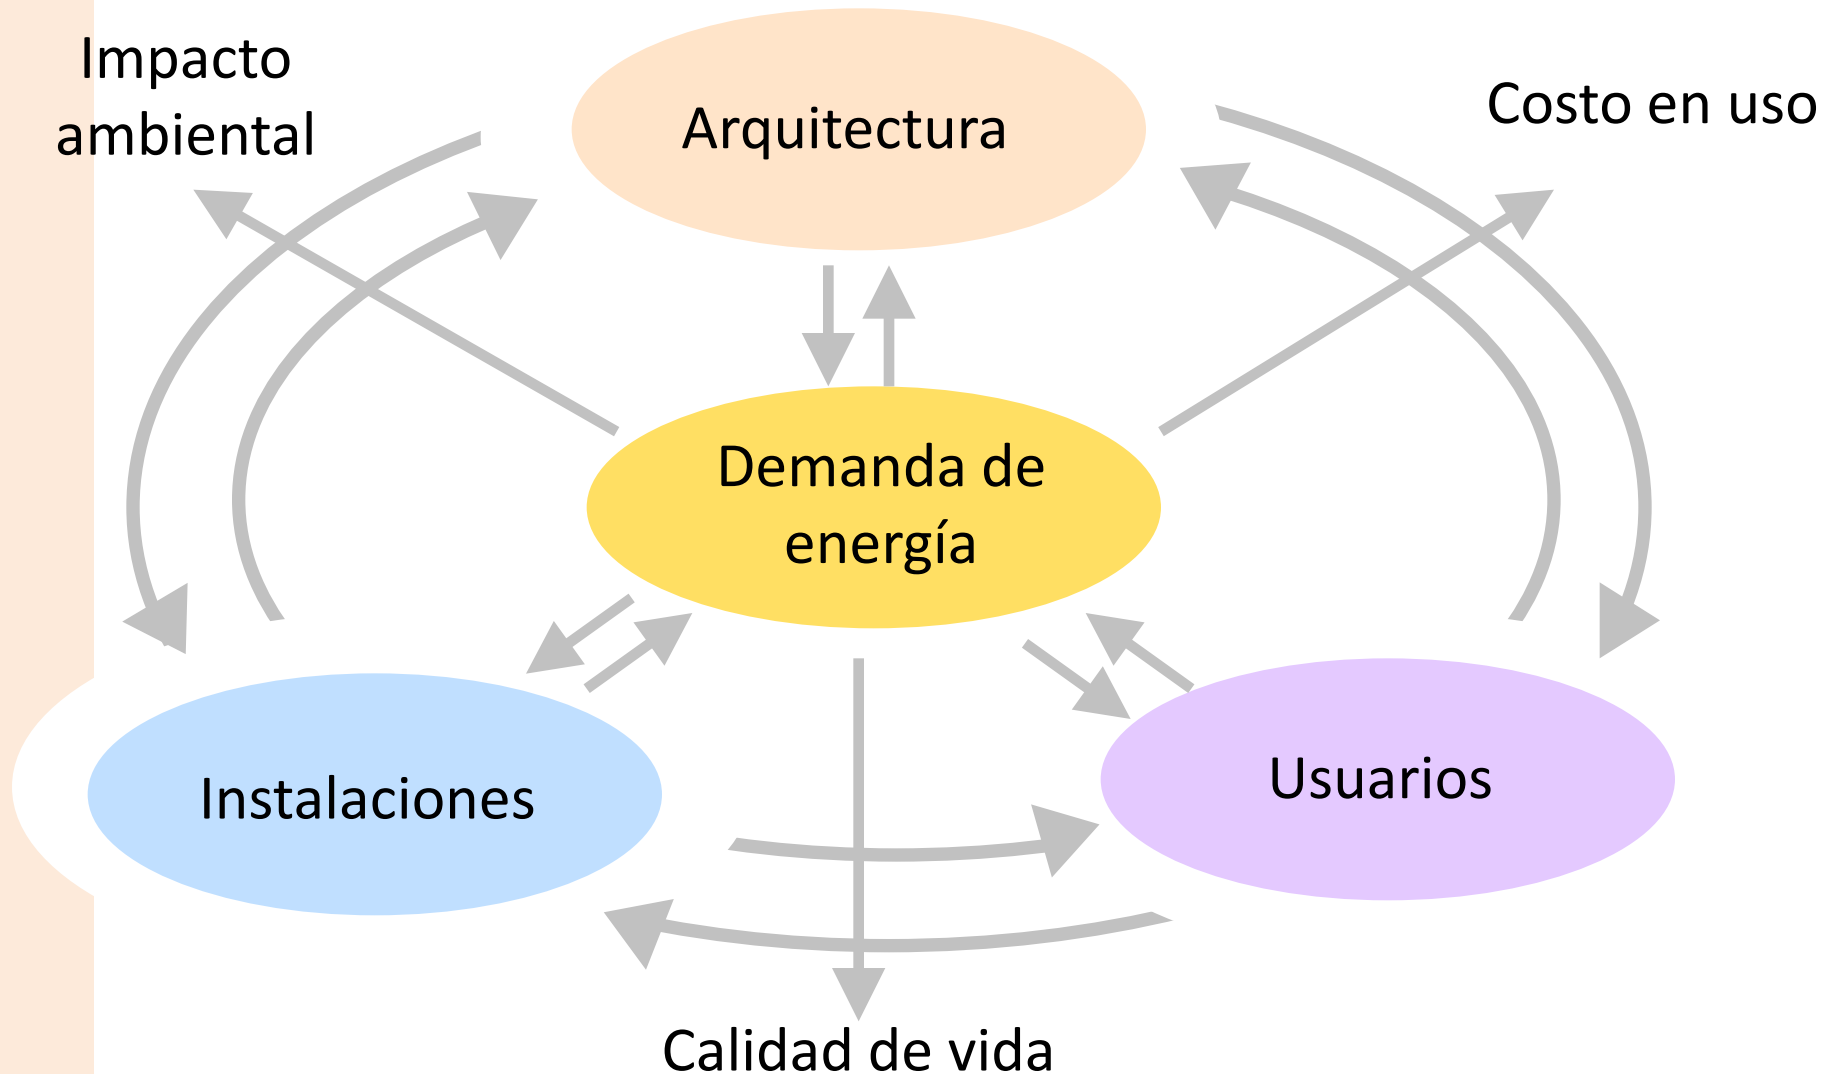 Impacto
ambiental
Arquitectura
Costo en uso
Demanda de
energía
Instalaciones
Usuarios
Calidad de vida